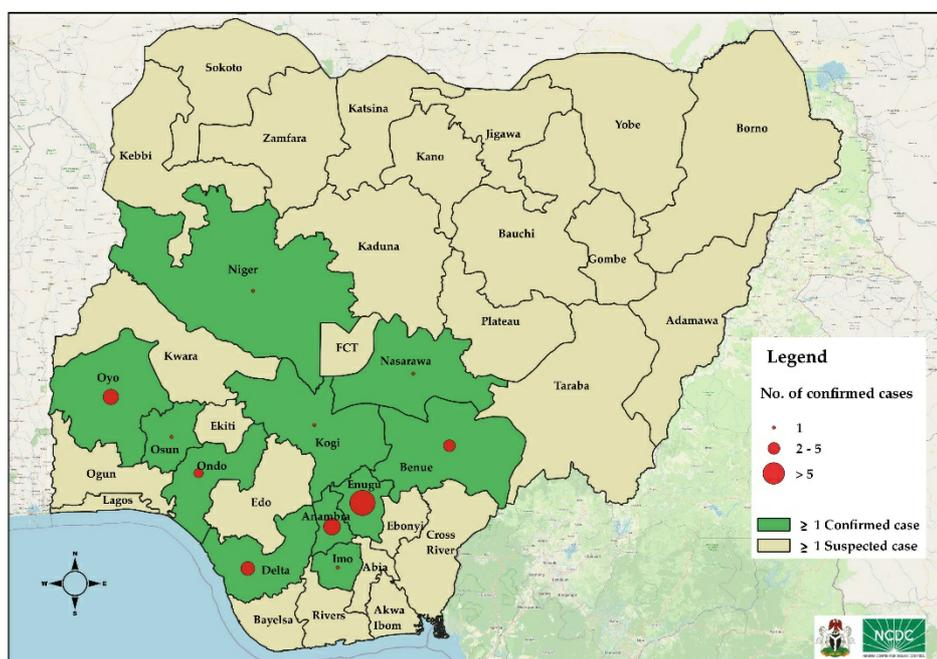 Sokoto
Katsina
Jigawa
Yobe
Borno
Kebbi
Zamfara
Kano
Niger
Kaduna
Bauchi
Gombe
Adamawa
Plateau
FCT
Nasarawa
Taraba
Kwara
Oyo
Osun
Ekiti
Kogi
Benue
Ogun
Ondo
Lagos
Edo
Enugu
Anambra
Ebonyi
Cross
River
Imo
Abia
Delta
Bayelsa
Rivers
Akwa
Ibom
N
W
E
S
Legend
No. of confirmed cases
1
2 - 5
> 5
≥ 1 Confirmed case
≥ 1 Suspected case
NCDC